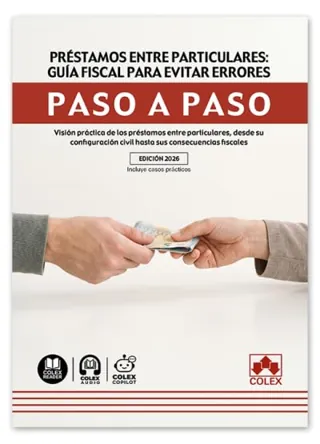 PRÉSTAMOS ENTRE PARTICULARES:
GUÍA FISCAL PARA EVITAR ERRORES
PASO A PASO
Visión práctica de los préstamos entre particulares, desde su
configuración civil hasta sus consecuencias fiscales
EDICIÓN 2026
Incluye casos prácticos
COLEX
READER
COLEX
AUDIO
COLEX
COPILOT
COLEX